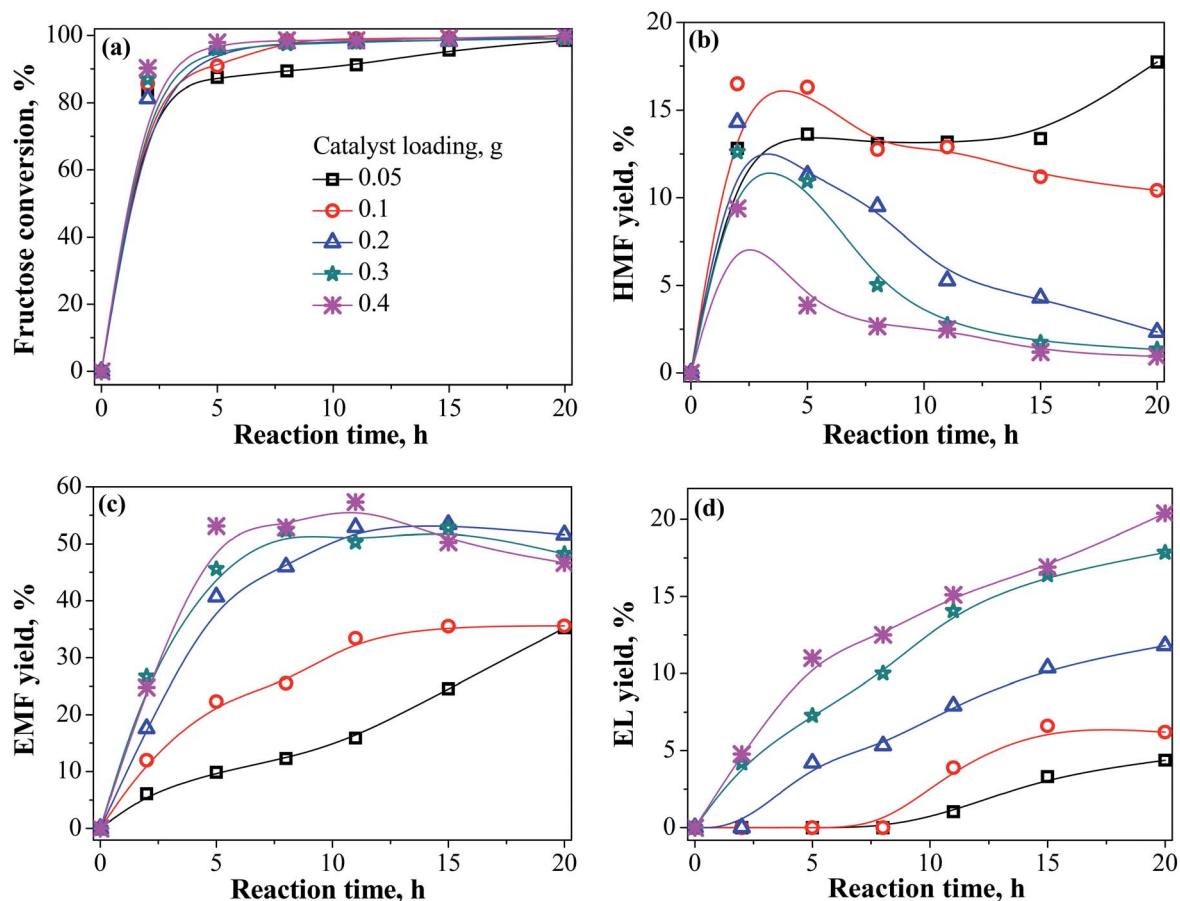 (a)
100
80
60
40
20
0
Fructose conversion, %
Catalyst loading, g
0.05
0.1
0.2
0.3
0.4
0 5 10 15 20
Reaction time, h
(b)
20
15
10
5
0
HMF yield, %
0 5 10 15 20
Reaction time, h
(c)
60
50
40
30
20
10
0
EMF yield, %
0 5 10 15 20
Reaction time, h
(d)
20
15
10
5
0
EL yield, %
0 5 10 15 20
Reaction time, h